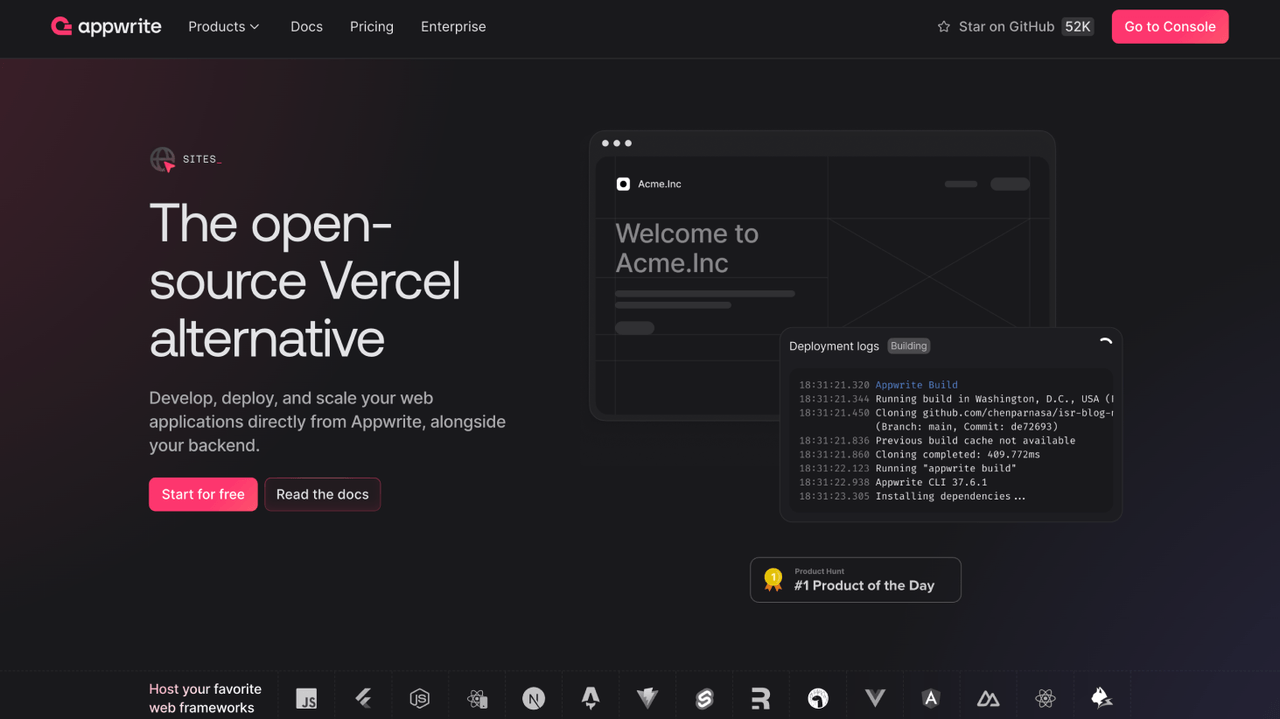 appwrite
Products
Docs
Pricing
Enterprise
Star on GitHub 52K
Go to Console
SITES_
The open-
source Vercel
alternative
Develop, deploy, and scale your web
applications directly from Appwrite, alongside
your backend.
Start for free
Read the docs
Acme.Inc
Welcome to
Acme.Inc
Deployment logs Building
18:31:21.320 Appwrite Build
18:31:21.344 Running build in Washington, D.C., USA (
18:31:21.450 Cloning github.com/chenparnasa/isr-blog-
(Branch: main, Commit: de72693)
18:31:21.836 Previous build cache not available
18:31:21.860 Cloning completed: 409.772ms
18:31:22.123 Running "appwrite build"
18:31:22.938 Appwrite CLI 37.6.1
18:31:23.305 Installing dependencies...
1
Product Hunt
#1 Product of the Day
Host your favorite
web frameworks
JS
JS
N
A